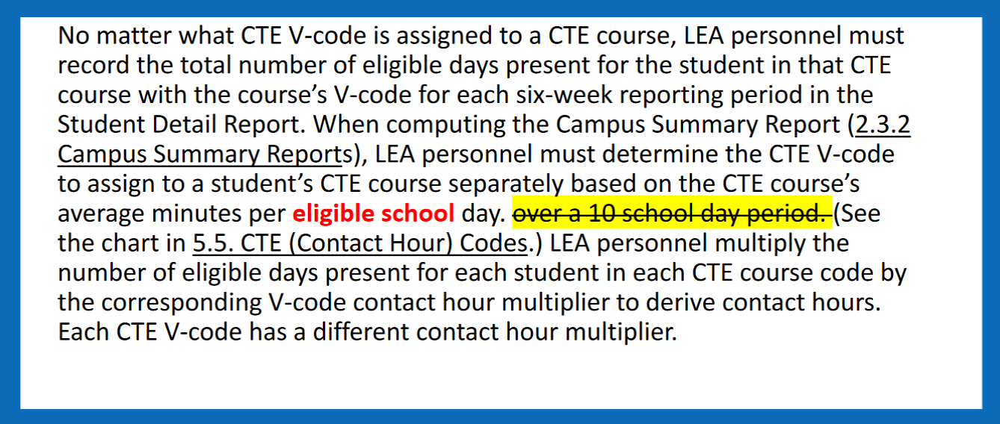 No matter what CTE V-code is assigned to a CTE course, LEA personnel must
record the total number of eligible days present for the student in that CTE
course with the course’s V-code for each six-week reporting period in the
Student Detail Report. When computing the Campus Summary Report (2.3.2
Campus Summary Reports), LEA personnel must determine the CTE V-code
to assign to a student’s CTE course separately based on the CTE course’s
average minutes per eligible school day. over a 10 school day period. (See
the chart in 5.5. CTE (Contact Hour) Codes.) LEA personnel multiply the
number of eligible days present for each student in each CTE course code by
the corresponding V-code contact hour multiplier to derive contact hours.
Each CTE V-code has a different contact hour multiplier.